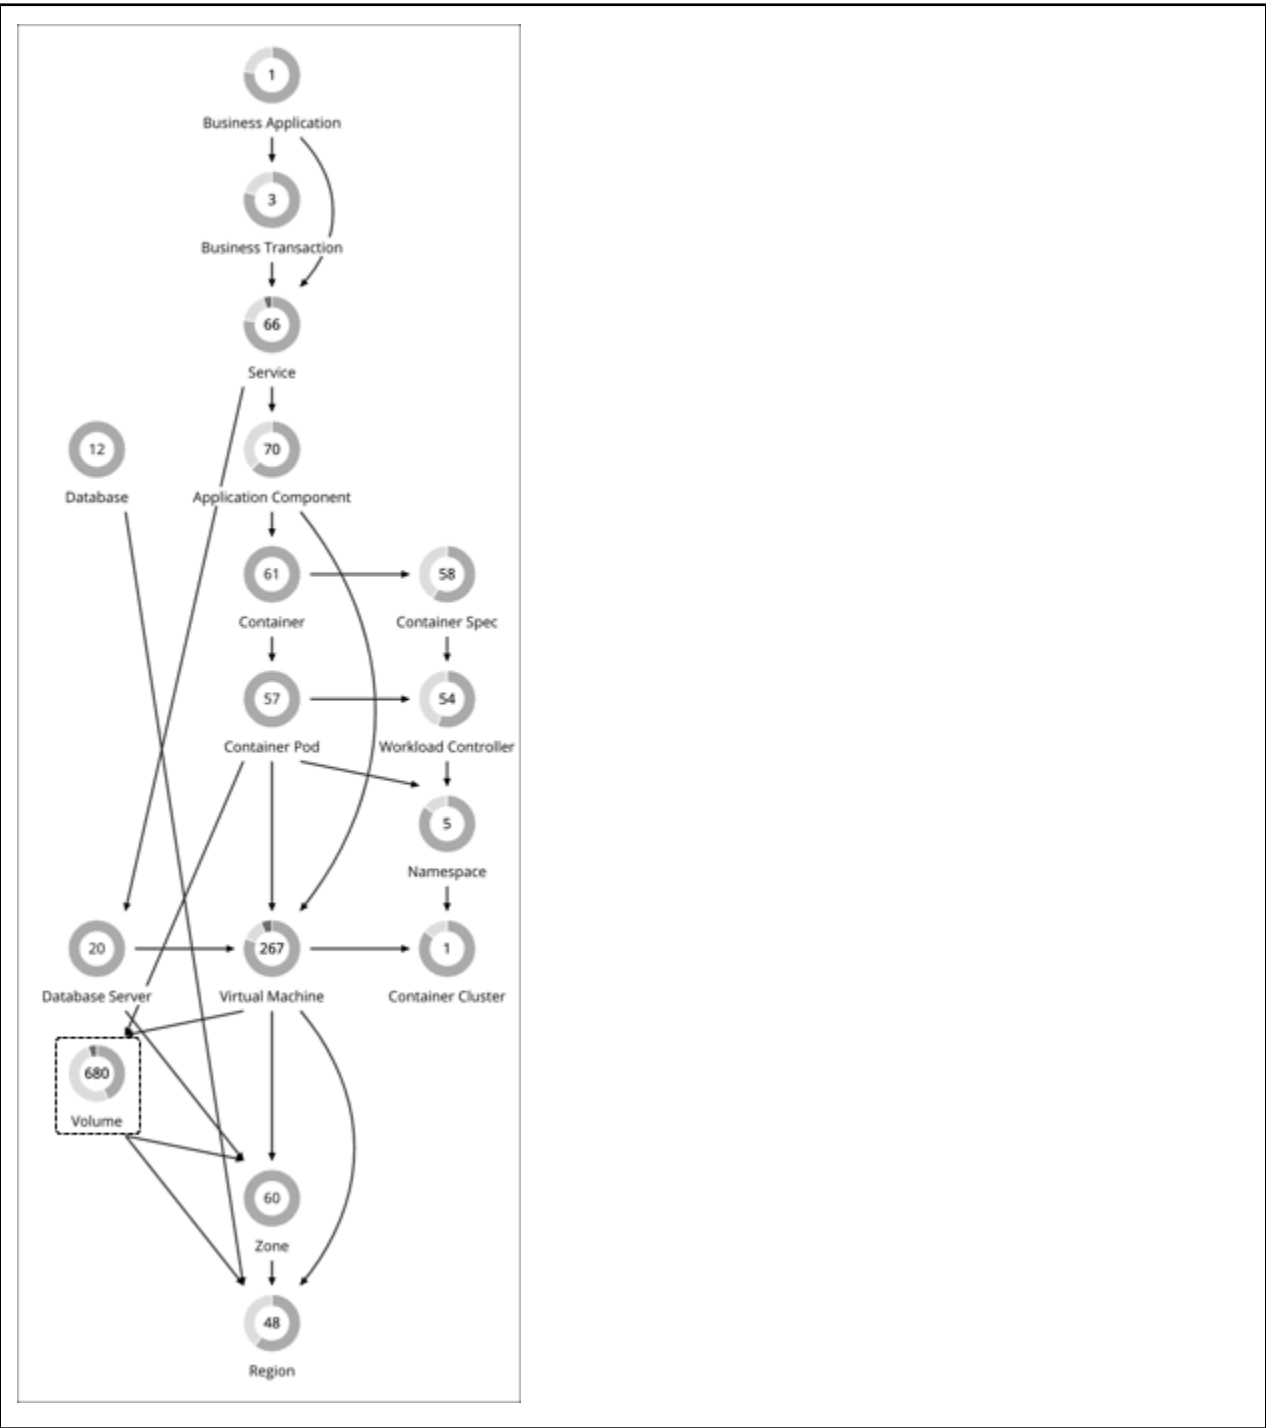 1
Business Application
3
Business Transaction
66
Service
12
Database
70
Application Component
61
Container
58
Container Spec
57
Container Pod
54
Workload Controller
5
Namespace
20
Database Server
267
Virtual Machine
1
Container Cluster
680
Volume
60
Zone
48
Region